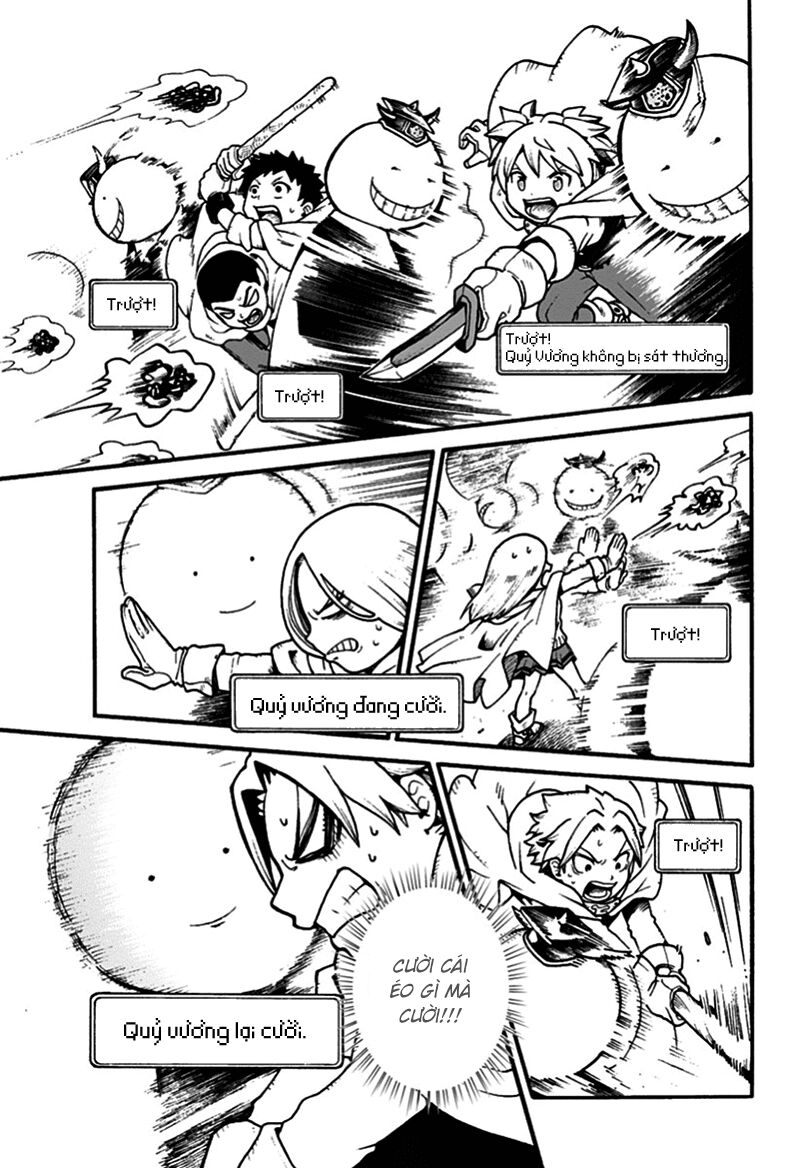 Trượt!
Quỷ Vương không bị sát thương.
Trượt!
Trượt!
Trượt!
Quỷ vương đang cười.
Trượt!
CƯỜI CÁI
ÉO GÌ MÀ
CƯỜI!!!
Quỷ vương lại cười.